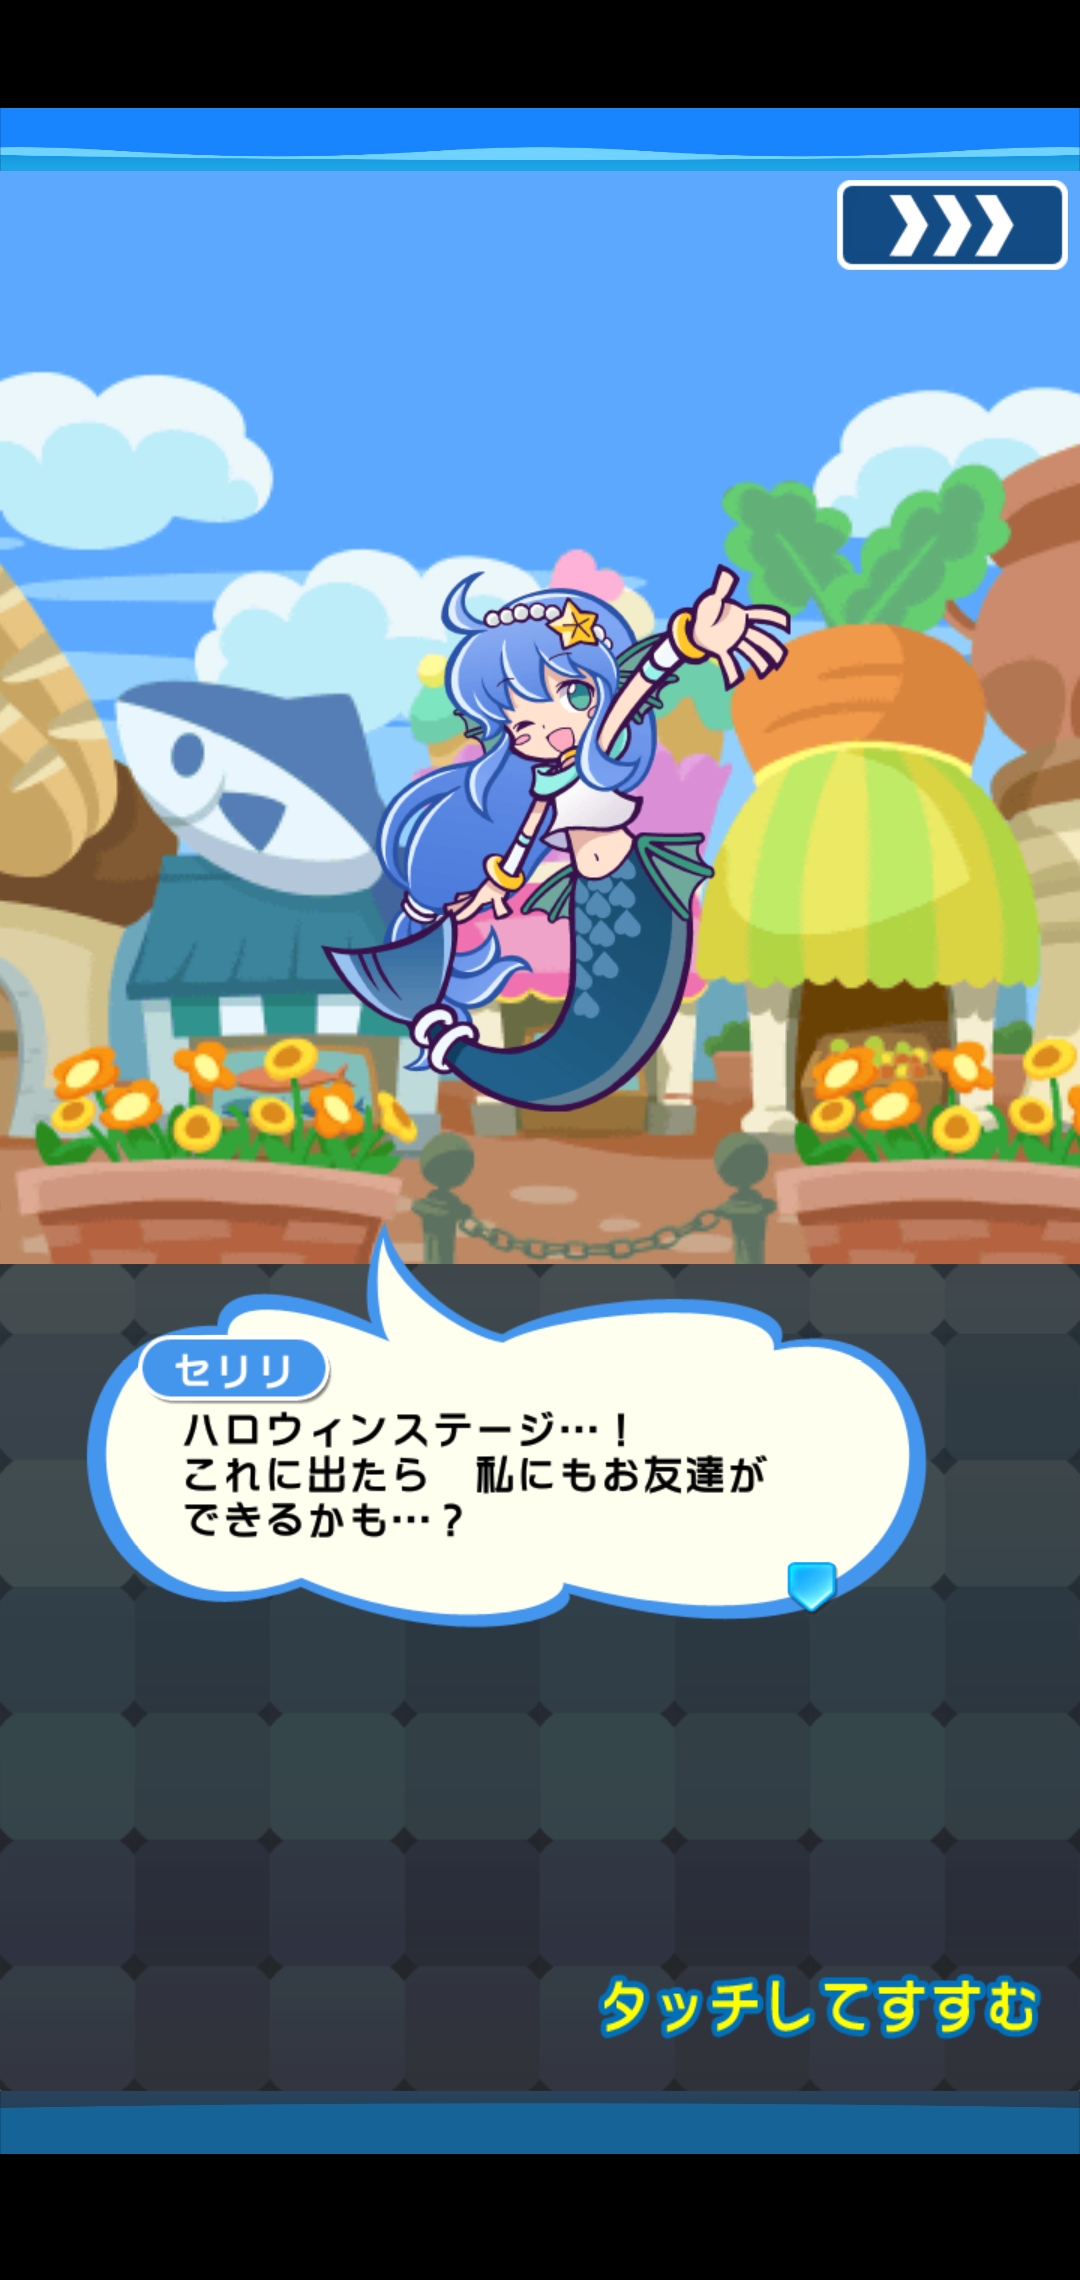 セリリ
ハロウィンステージ…！
これに出たら　私にもお友達が
できるかも…？
タッチしてすすむ